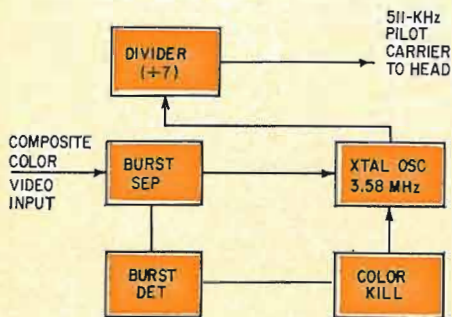 511-KHz
PILOT
CARRIER
TO HEAD
DIVIDER
(÷7)
COMPOSITE
COLOR
VIDEO
INPUT
BURST
SEP
XTAL OSC
3.58 MHz
BURST
DET
COLOR
KILL